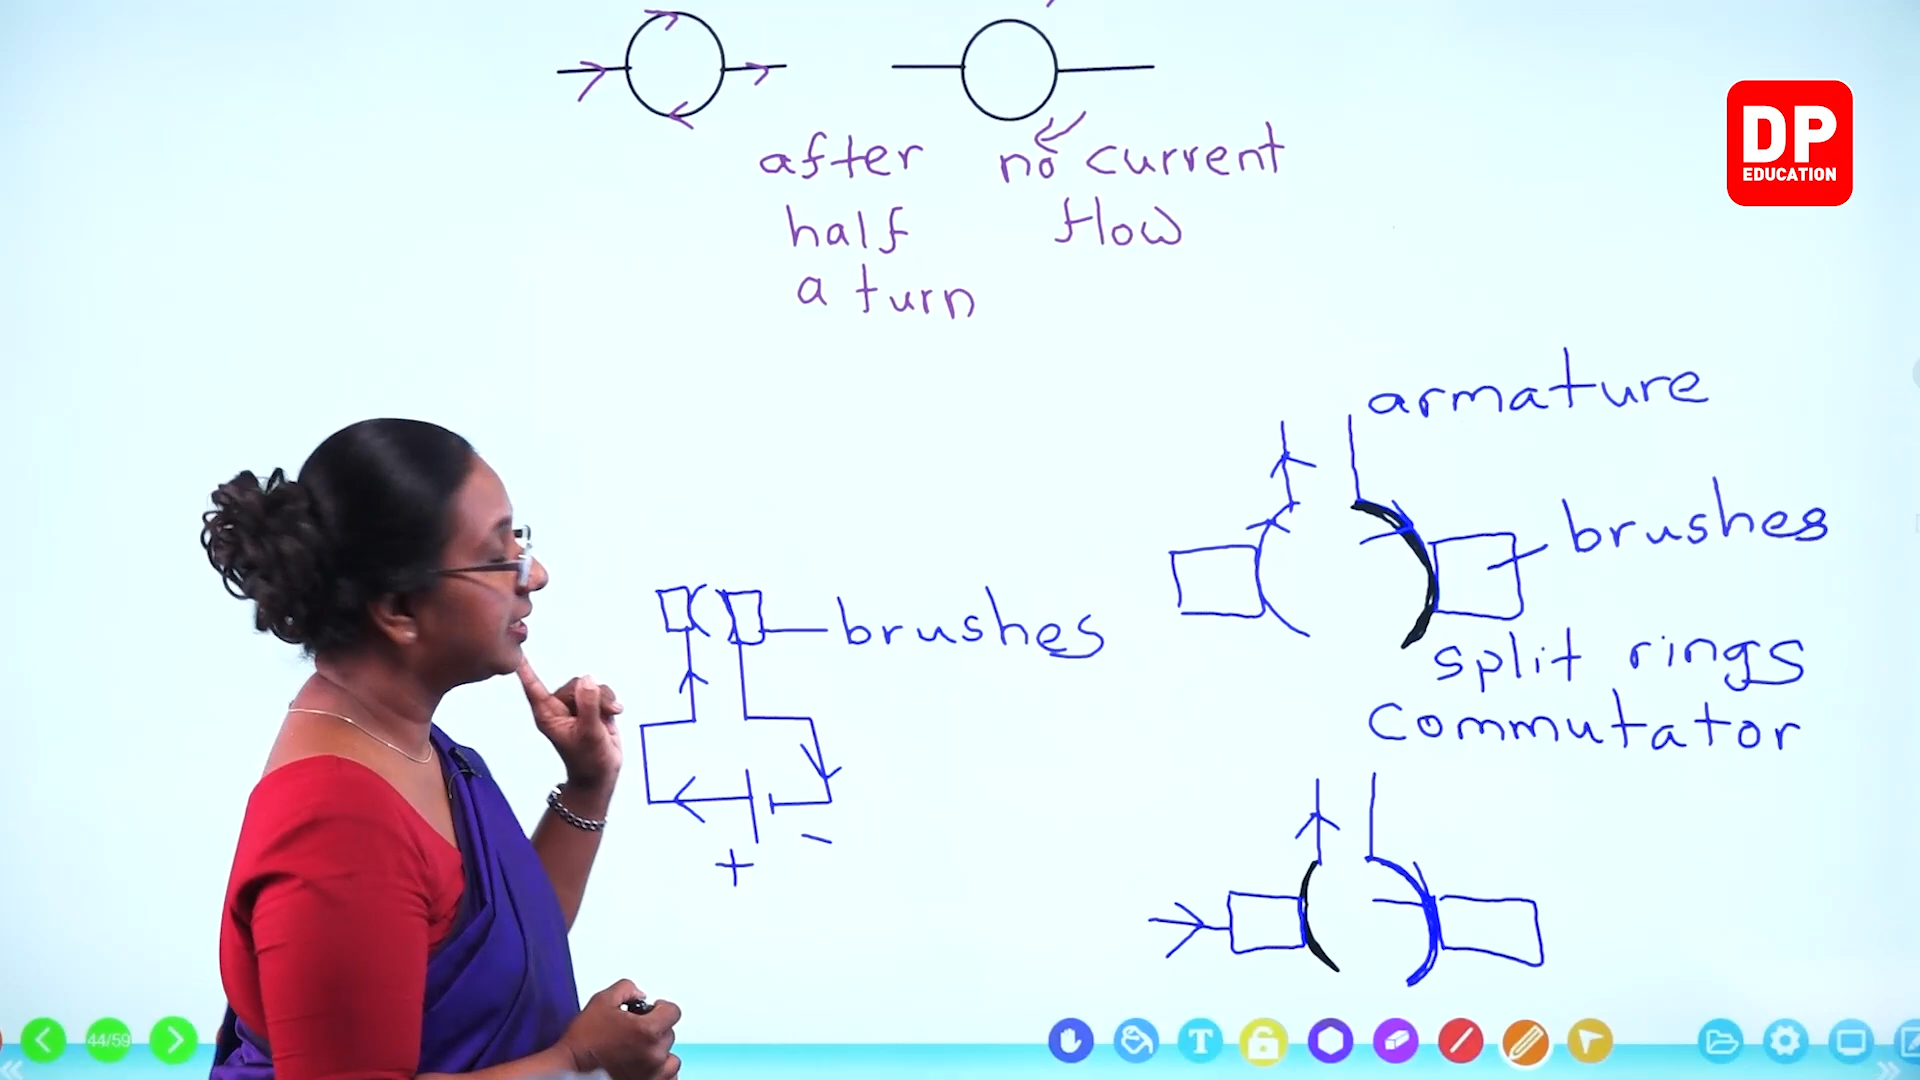 DP
EDUCATION
after
half
a turn
no current
flow
armature
brushes
split rings
commutator
brushes
+
-
44/59
T